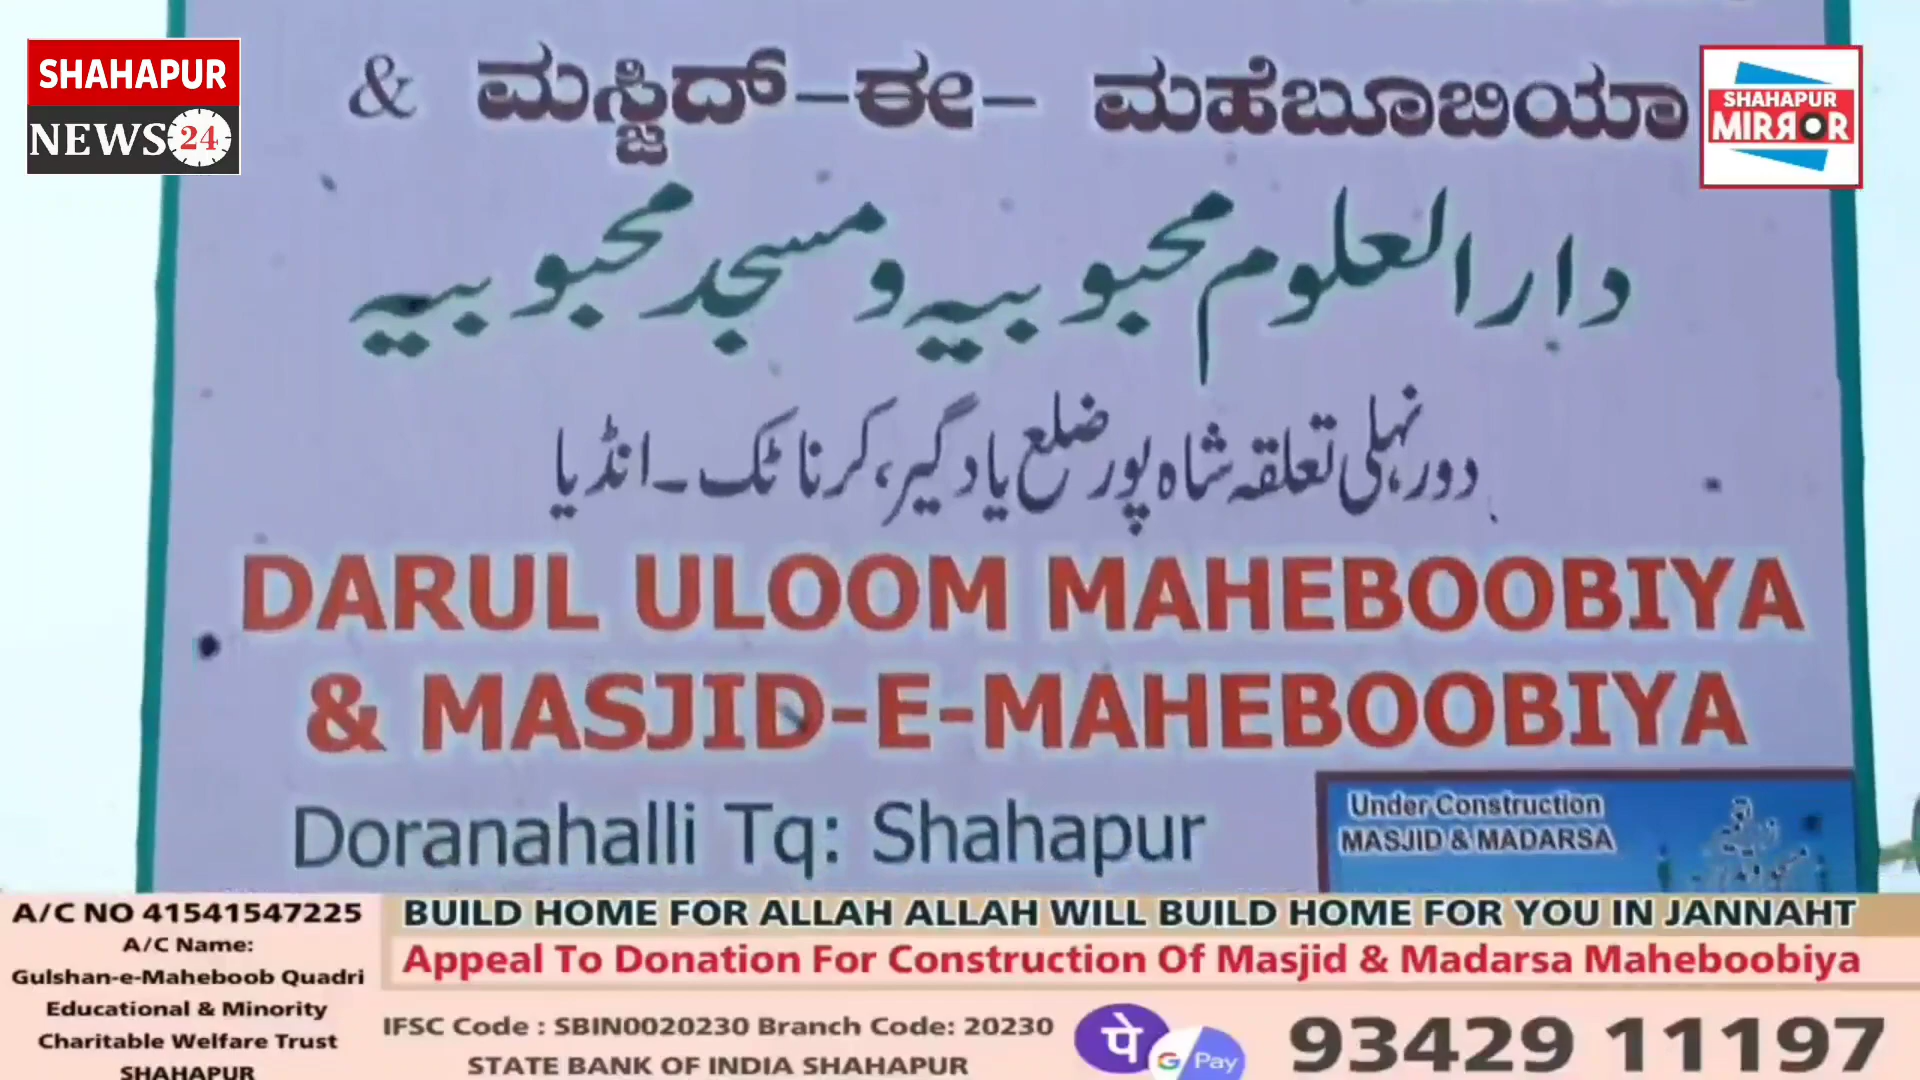 SHAHAPUR
NEWS 24
SHAHAPUR
MIRROR
& ಮಸ್ಜಿದ್-ಈ- ಮಹೆಬೂಬಿಯಾ
دارالعلوم محبوبیہ و مسجد محبوبیہ
دورنہلی تعلقہ شاہ پور ضلع یادگیر، کرناٹک ۔ انڈیا
DARUL ULOOM MAHEBOOBIYA
& MASJID-E-MAHEBOOBIYA
Doranahalli Tq: Shahapur
Under Construction
MASJID & MADARSA
A/C NO 41541547225
A/C Name:
Gulshan-e-Maheboob Quadri
Educational & Minority
Charitable Welfare Trust
SHAHAPUR
BUILD HOME FOR ALLAH ALLAH WILL BUILD HOME FOR YOU IN JANNAHT
Appeal To Donation For Construction Of Masjid & Madarsa Maheboobiya
IFSC Code : SBIN0020230 Branch Code: 20230
STATE BANK OF INDIA SHAHAPUR
पे
G Pay
93429 11197